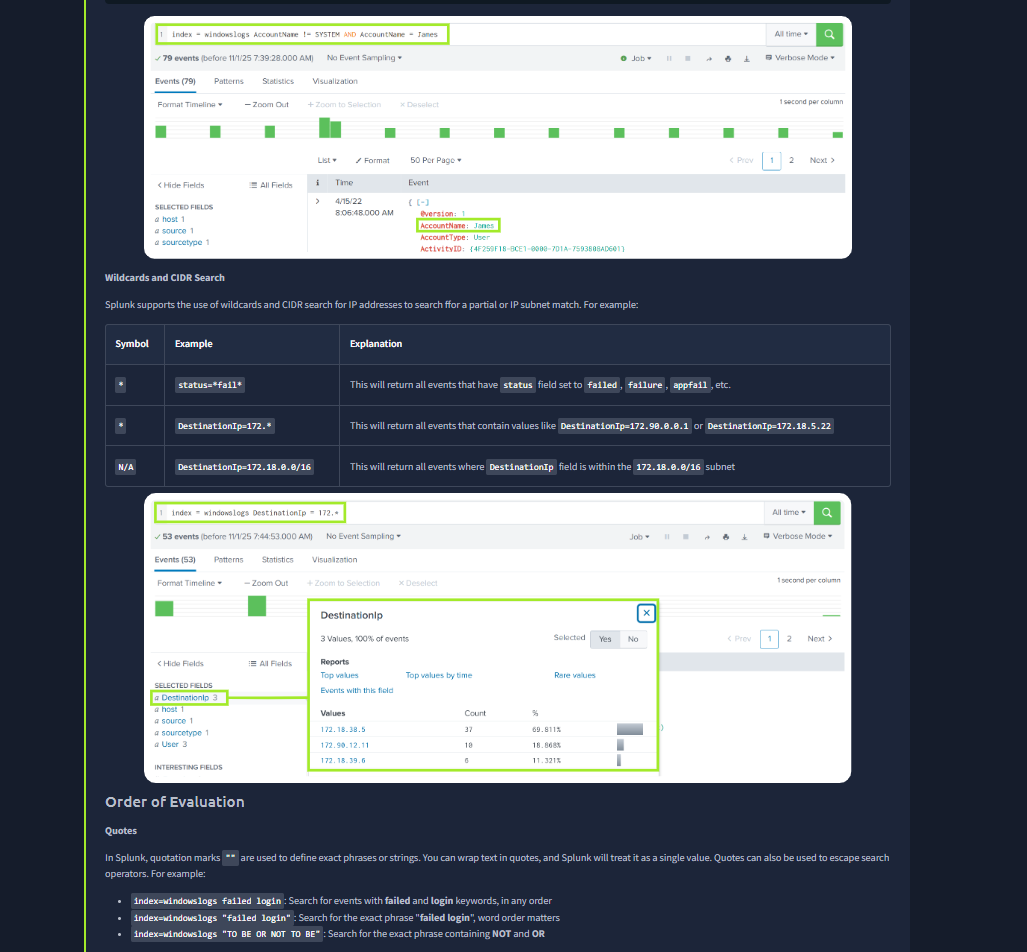 1 index = windowslogs AccountName != SYSTEM AND AccountName = James
All time ▾
✓ 79 events (before 11/1/25 7:39:28.000 AM) No Event Sampling ▾
Job ▾ Verbose Mode ▾
Events (79) Patterns Statistics Visualization
Format Timeline ▾ — Zoom Out + Zoom to Selection × Deselect
1 second per column
List ▾ Format 50 Per Page ▾
< Prev 1 2 Next >
< Hide Fields All Fields
i Time Event
SELECTED FIELDS
a host 1
a source 1
a sourcetype 1
> 4/15/22
8:06:48.000 AM
{ [-]
@version: 1
AccountName: James
AccountType: User
ActivityID: {4F259F18-BCE1-0000-7D1A-7593B08AD601}
Wildcards and CIDR Search
Splunk supports the use of wildcards and CIDR search for IP addresses to search ffor a partial or IP subnet match. For example:
Symbol Example Explanation
* status=*fail* This will return all events that have status field set to failed, failure, appfail, etc.
* DestinationIp=172.* This will return all events that contain values like DestinationIp=172.90.0.0.1 or DestinationIp=172.18.5.22
N/A DestinationIp=172.18.0.0/16 This will return all events where DestinationIp field is within the 172.18.0.0/16 subnet
1 index = windowslogs DestinationIp = 172.*
All time ▾
✓ 53 events (before 11/1/25 7:44:53.000 AM) No Event Sampling ▾
Job ▾ Verbose Mode ▾
Events (53) Patterns Statistics Visualization
Format Timeline ▾ — Zoom Out + Zoom to Selection × Deselect
1 second per column
< Prev 1 2 Next >
< Hide Fields All Fields
SELECTED FIELDS
a DestinationIp 3
a host 1
a source 1
a sourcetype 1
a User 3
INTERESTING FIELDS
DestinationIp ×
3 Values, 100% of events
Selected Yes No
Reports
Top values Top values by time Rare values
Events with this field
Values Count %
172.18.38.5 37 69.811%
172.90.12.11 10 18.868%
172.18.39.6 6 11.321%
Order of Evaluation
Quotes
In Splunk, quotation marks "" are used to define exact phrases or strings. You can wrap text in quotes, and Splunk will treat it as a single value. Quotes can also be used to escape search
operators. For example:
• index=windowslogs failed login: Search for events with failed and login keywords, in any order
• index=windowslogs "failed login": Search for the exact phrase "failed login", word order matters
• index=windowslogs "TO BE OR NOT TO BE": Search for the exact phrase containing NOT and OR